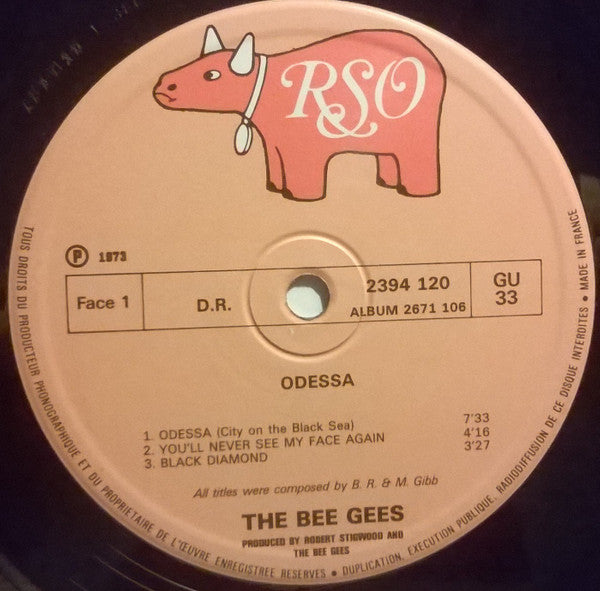 RSO
℗ 1973
Face 1
D.R.
2394 120
ALBUM 2671 106
GU
33
ODESSA
1. ODESSA (City on the Black Sea) 7'33
2. YOU'LL NEVER SEE MY FACE AGAIN 4'16
3. BLACK DIAMOND 3'27
All titles were composed by B. R. & M. Gibb
THE BEE GEES
PRODUCED BY ROBERT STIGWOOD AND
THE BEE GEES
TOUS DROITS DU PRODUCTEUR PHONOGRAPHIQUE ET DU PROPRIETAIRE DE L'ŒUVRE ENREGISTREE RESERVES • DUPLICATION, EXECUTION PUBLIQUE, RADIODIFFUSION DE CE DISQUE INTERDITES • MADE IN FRANCE